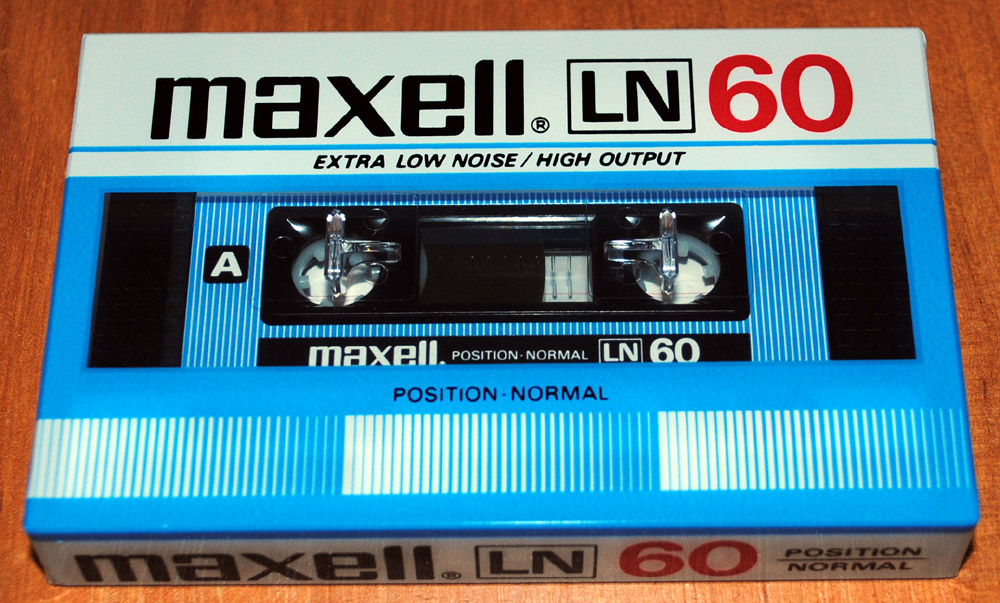 maxell® LN 60
EXTRA LOW NOISE/HIGH OUTPUT
A
maxell. POSITION·NORMAL LN 60
POSITION·NORMAL
maxell® LN 60 POSITION
NORMAL